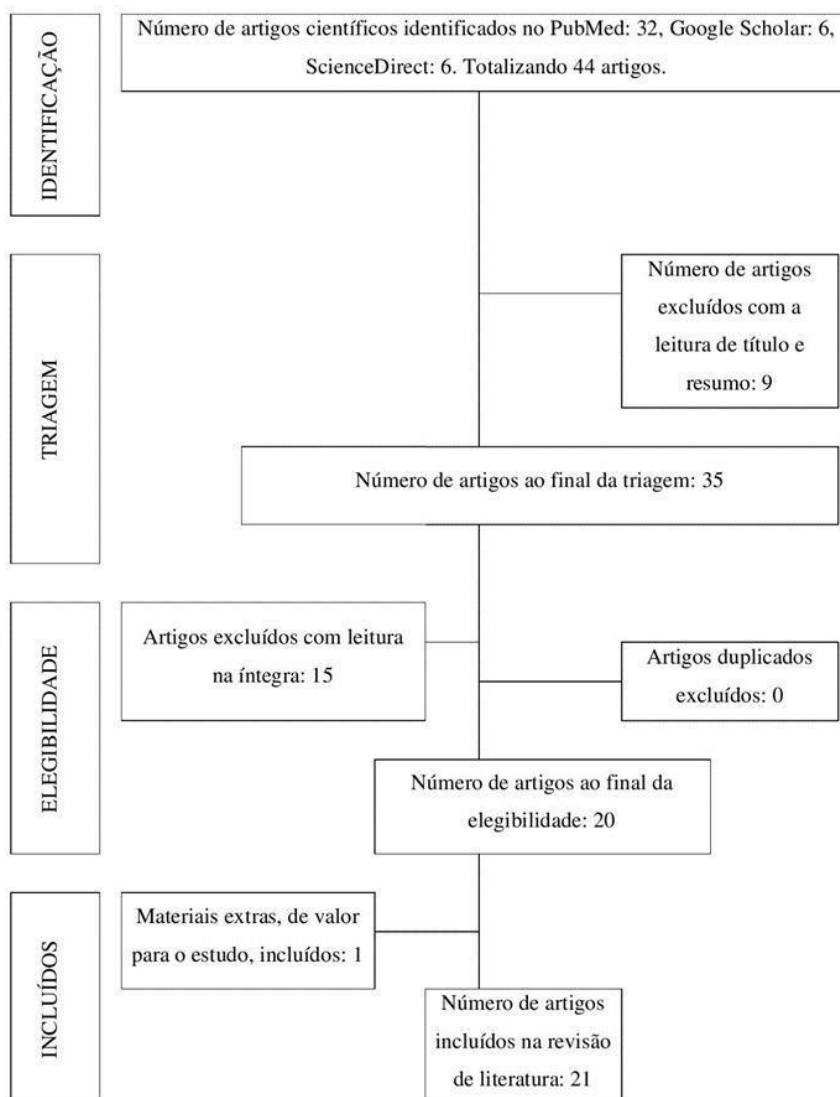 IDENTIFICAÇÃO
Número de artigos científicos identificados no PubMed: 32, Google Scholar: 6,
ScienceDirect: 6. Totalizando 44 artigos.
TRIAGEM
Número de artigos
excluídos com a
leitura de título e
resumo: 9
Número de artigos ao final da triagem: 35
ELEGIBILIDADE
Artigos excluídos com leitura
na íntegra: 15
Artigos duplicados
excluídos: 0
Número de artigos ao final da
elegibilidade: 20
INCLUÍDOS
Materiais extras, de valor
para o estudo, incluídos: 1
Número de artigos
incluídos na revisão
de literatura: 21